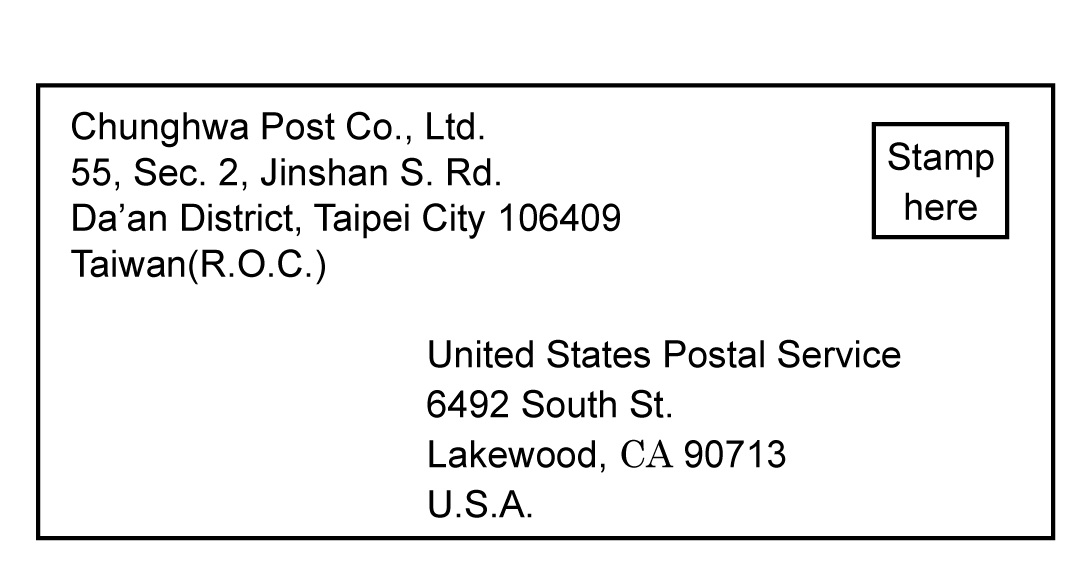 Chunghwa Post Co., Ltd.
55, Sec. 2, Jinshan S. Rd.
Da’an District, Taipei City 106409
Taiwan(R.O.C.)
Stamp
here
United States Postal Service
6492 South St.
Lakewood, CA 90713
U.S.A.